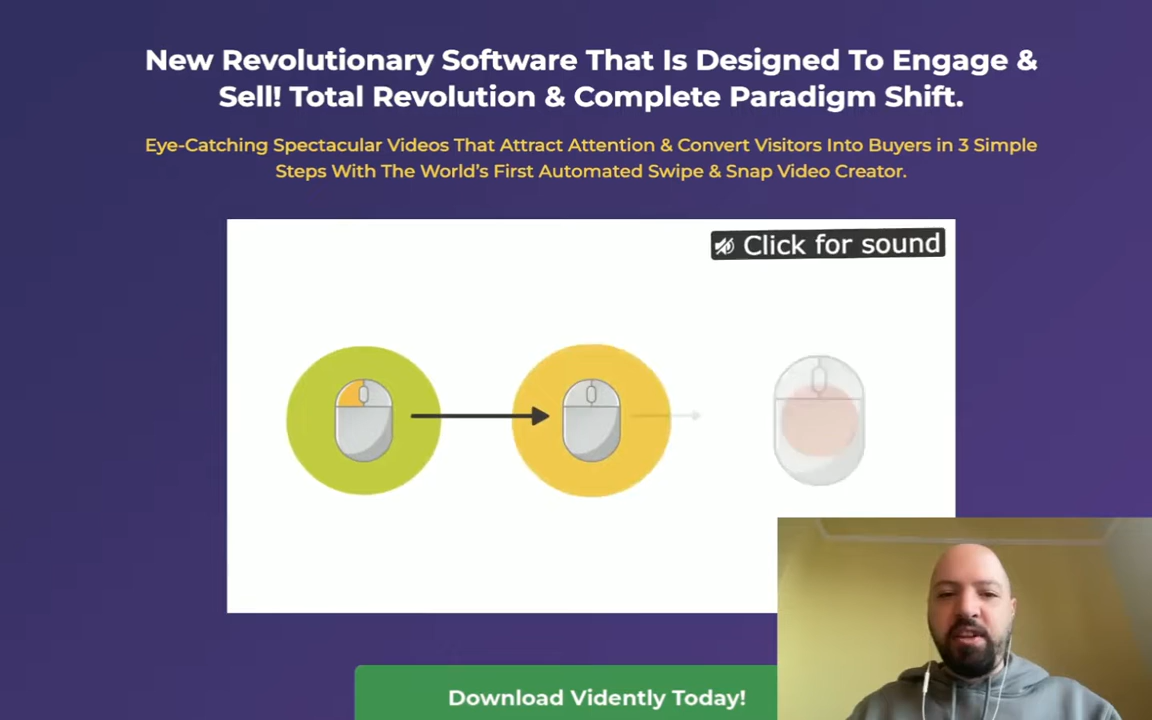 New Revolutionary Software That Is Designed To Engage &
Sell! Total Revolution & Complete Paradigm Shift.
Eye-Catching Spectacular Videos That Attract Attention & Convert Visitors Into Buyers in 3 Simple
Steps With The World’s First Automated Swipe & Snap Video Creator.
Click for sound
Download Vidently Today!